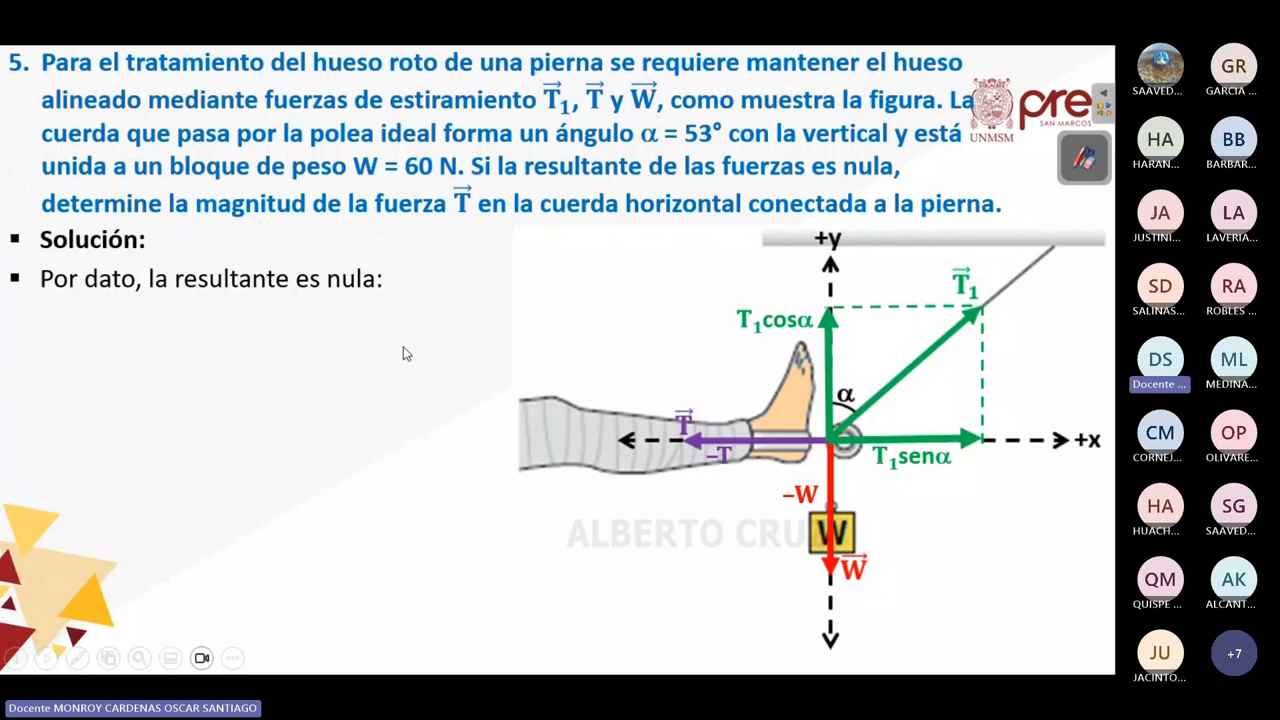 5. Para el tratamiento del hueso roto de una pierna se requiere mantener el hueso
alineado mediante fuerzas de estiramiento T⃗₁, T⃗ y W⃗, como muestra la figura. La
cuerda que pasa por la polea ideal forma un ángulo α = 53° con la vertical y está
unida a un bloque de peso W = 60 N. Si la resultante de las fuerzas es nula,
determine la magnitud de la fuerza T⃗ en la cuerda horizontal conectada a la pierna.
UNMSM
pre
SAN MARCOS
▪ Solución:
▪ Por dato, la resultante es nula:
+y
T⃗₁
T₁cosα
α
T⃗
–T
+x
T₁senα
–W
W
W⃗
ALBERTO CRU
SAAVED...
GR
GARCIA ...
HA
HARAN...
BB
BARBAR...
JA
JUSTINI...
LA
LAVERIA...
SD
SALINAS...
RA
ROBLES ...
DS
Docente ...
ML
MEDINA...
CM
CORNEJ...
OP
OLIVARE...
HA
HUACH...
SG
SAAVED...
QM
QUISPE ...
AK
ALCANT...
JU
JACINTO...
+7
Docente MONROY CARDENAS OSCAR SANTIAGO